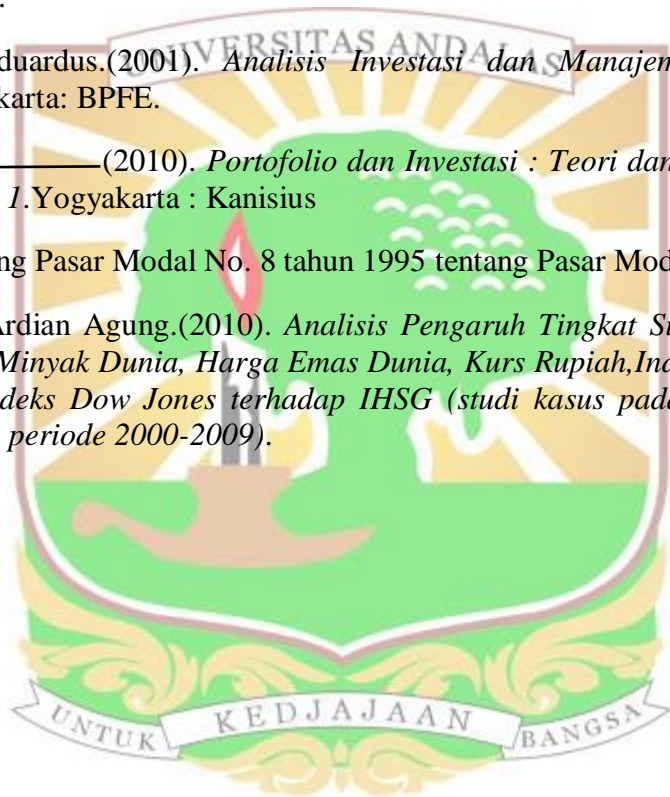 .
UNIVERSITAS ANDALAS
duardus.(2001). Analisis Investasi dan Manajem
karta: BPFE.
(2010). Portofolio dan Investasi : Teori dan
1.Yogyakarta : Kanisius
ng Pasar Modal No. 8 tahun 1995 tentang Pasar Mod
Ardian Agung.(2010). Analisis Pengaruh Tingkat Su
Minyak Dunia, Harga Emas Dunia, Kurs Rupiah,Ind
deks Dow Jones terhadap IHSG (studi kasus pada
periode 2000-2009).
UNTUK KEDJAJAAN BANGSA